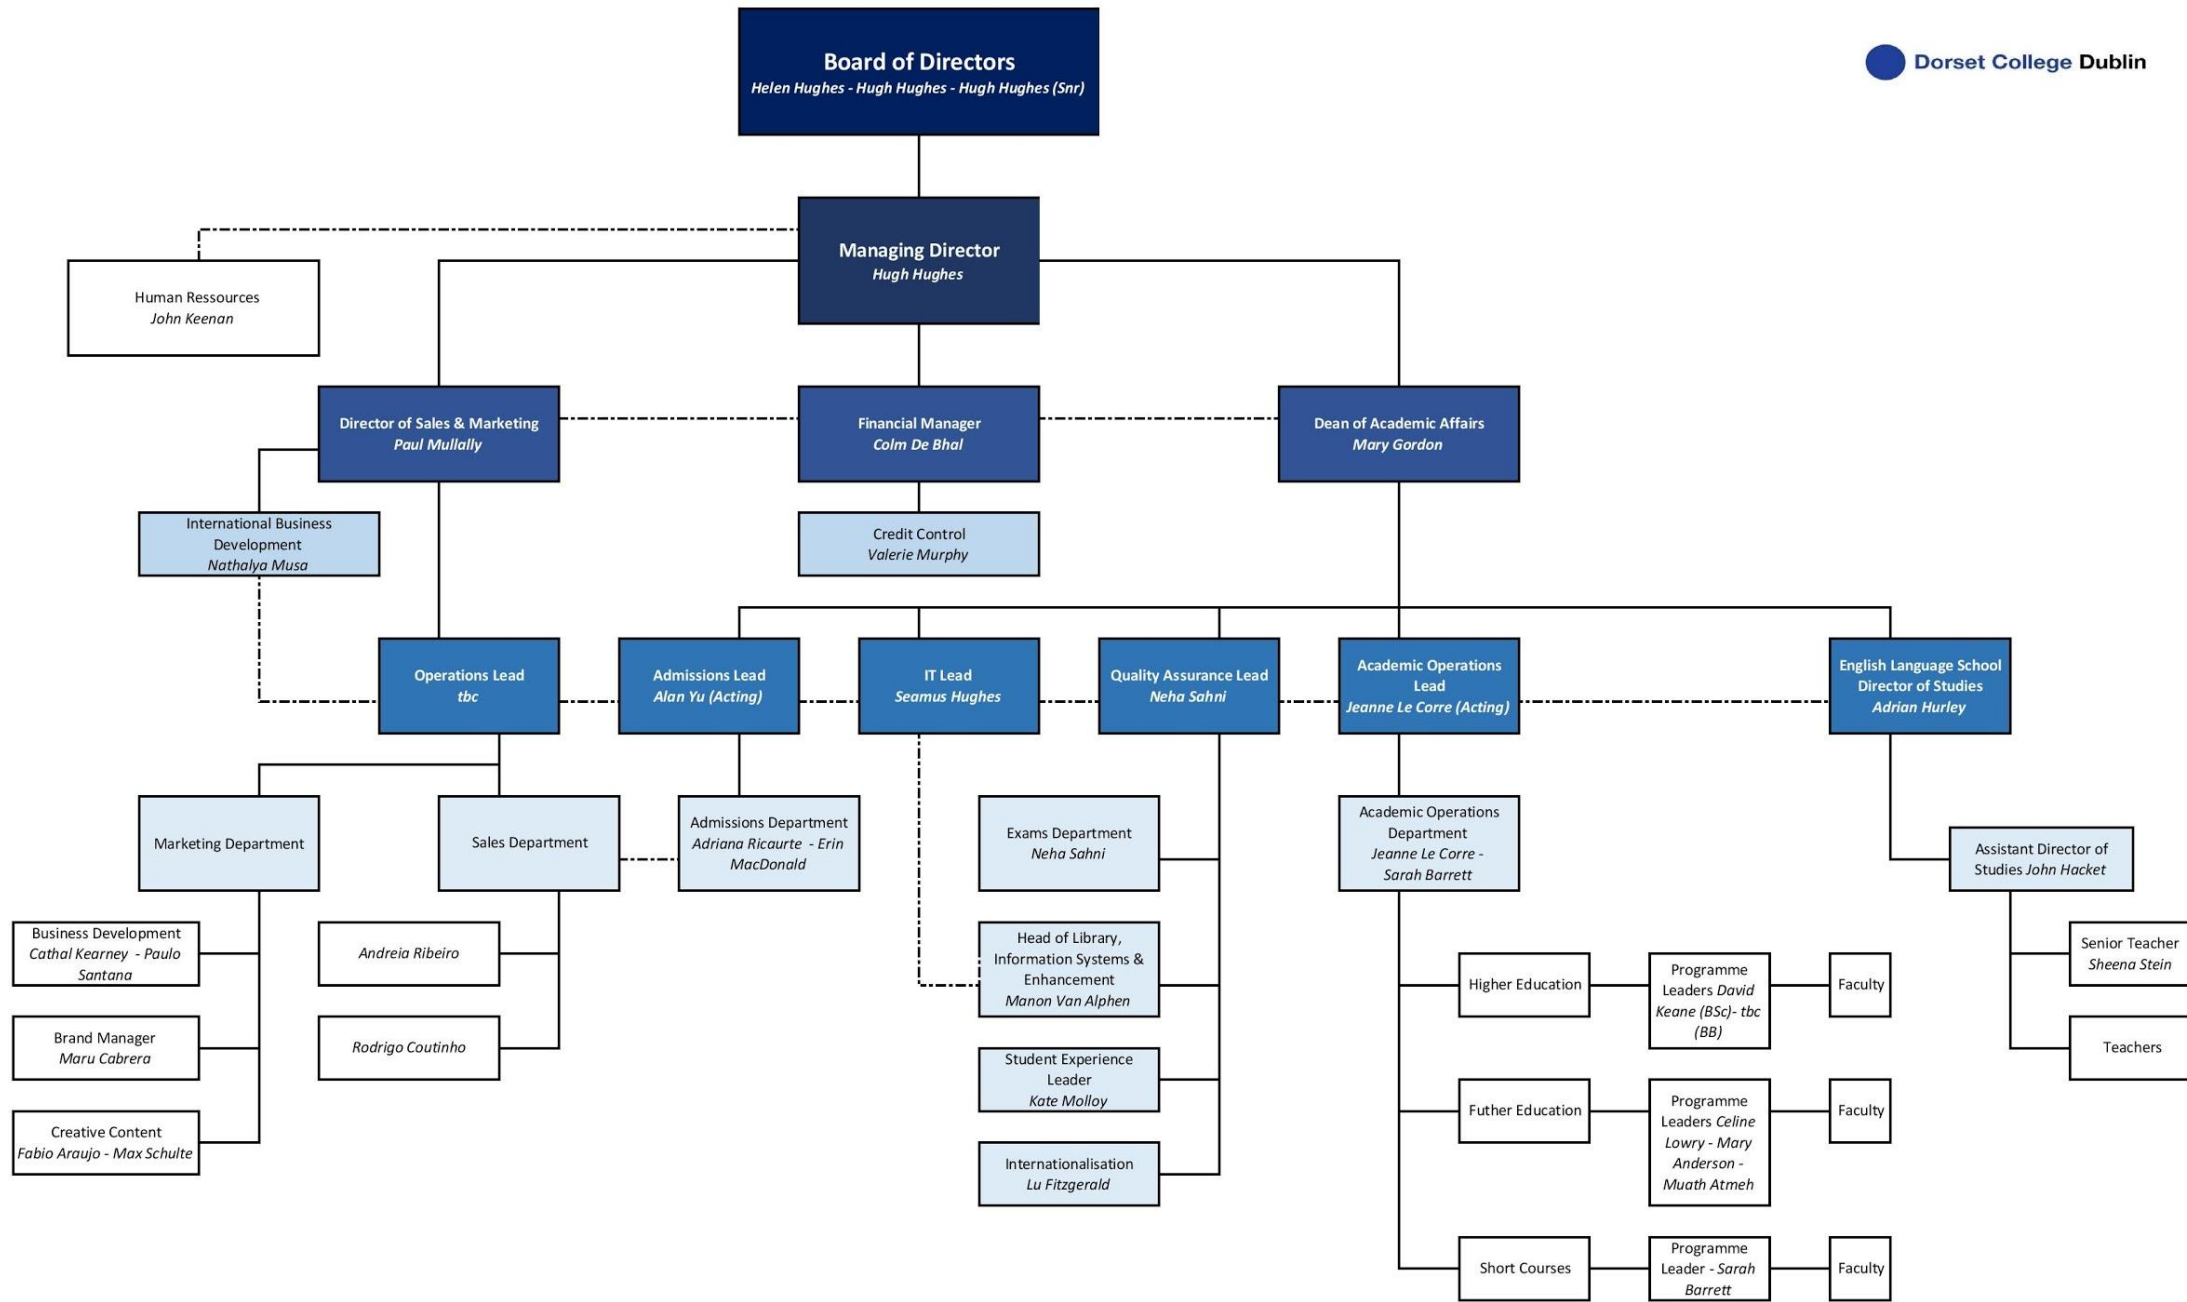 Board of Directors
Helen Hughes - Hugh Hughes - Hugh Hughes (Snr)
Dorset College Dublin
Managing Director
Hugh Hughes
Human Ressources
John Keenan
Director of Sales & Marketing
Paul Mullally
Financial Manager
Colm De Bhal
Dean of Academic Affairs
Mary Gordon
International Business
Development
Nathalya Musa
Credit Control
Valerie Murphy
Operations Lead
tbc
Admissions Lead
Alan Yu (Acting)
IT Lead
Seamus Hughes
Quality Assurance Lead
Neha Sahni
Academic Operations
Lead
Jeanne Le Corre (Acting)
English Language School
Director of Studies
Adrian Hurley
Marketing Department
Sales Department
Admissions Department
Adriana Ricaurte - Erin
MacDonald
Exams Department
Neha Sahni
Academic Operations
Department
Jeanne Le Corre -
Sarah Barrett
Assistant Director of
Studies John Hacket
Business Development
Cathal Kearney - Paulo
Santana
Andreia Ribeiro
Head of Library,
Information Systems &
Enhancement
Manon Van Alphen
Higher Education
Programme
Leaders David
Keane (BSc)- tbc
(BB)
Faculty
Senior Teacher
Sheena Stein
Brand Manager
Maru Cabrera
Rodrigo Coutinho
Student Experience
Leader
Kate Molloy
Teachers
Futher Education
Programme
Leaders Celine
Lowry - Mary
Anderson -
Muath Atmeh
Faculty
Creative Content
Fabio Araujo - Max Schulte
Internationalisation
Lu Fitzgerald
Short Courses
Programme
Leader - Sarah
Barrett
Faculty